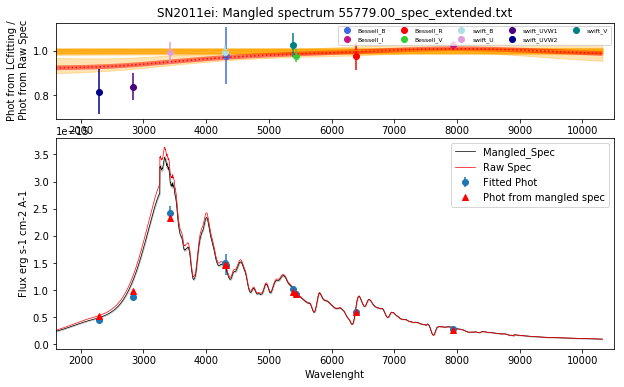 SN2011ei: Mangled spectrum 55779.00_spec_extended.txt
Phot from LCfitting /
Phot from Raw Spec
1.0
0.8
Bessell_B
Bessell_I
Bessell_R
Bessell_V
swift_B
swift_U
swift_UVW1
swift_UVW2
swift_V
2000 3000 4000 5000 6000 7000 8000 9000 10000
Flux erg s-1 cm-2 A-1
3.5
3.0
2.5
2.0
1.5
1.0
0.5
0.0
Mangled_Spec
Raw Spec
Fitted Phot
Phot from mangled spec
2000 3000 4000 5000 6000 7000 8000 9000 10000
Wavelenght